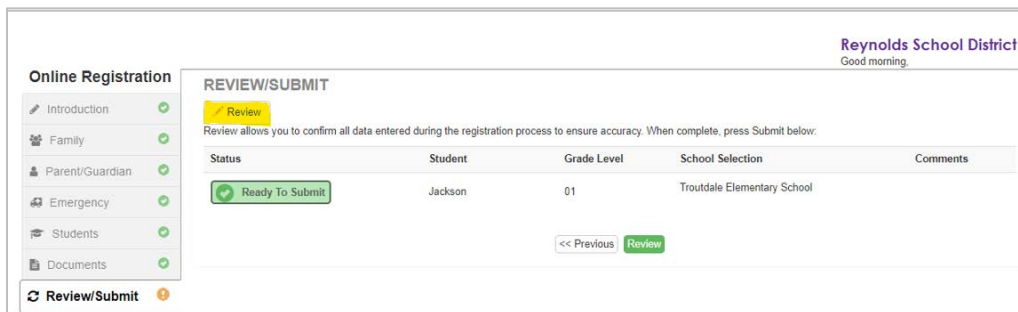 Reynolds School District
Good morning,
Online Registration
Introduction
Family
Parent/Guardian
Emergency
Students
Documents
Review/Submit
REVIEW/SUBMIT
Review
Review allows you to confirm all data entered during the registration process to ensure accuracy. When complete, press Submit below:
Status Student Grade Level School Selection Comments
Ready To Submit Jackson 01 Troutdale Elementary School
<< Previous Review